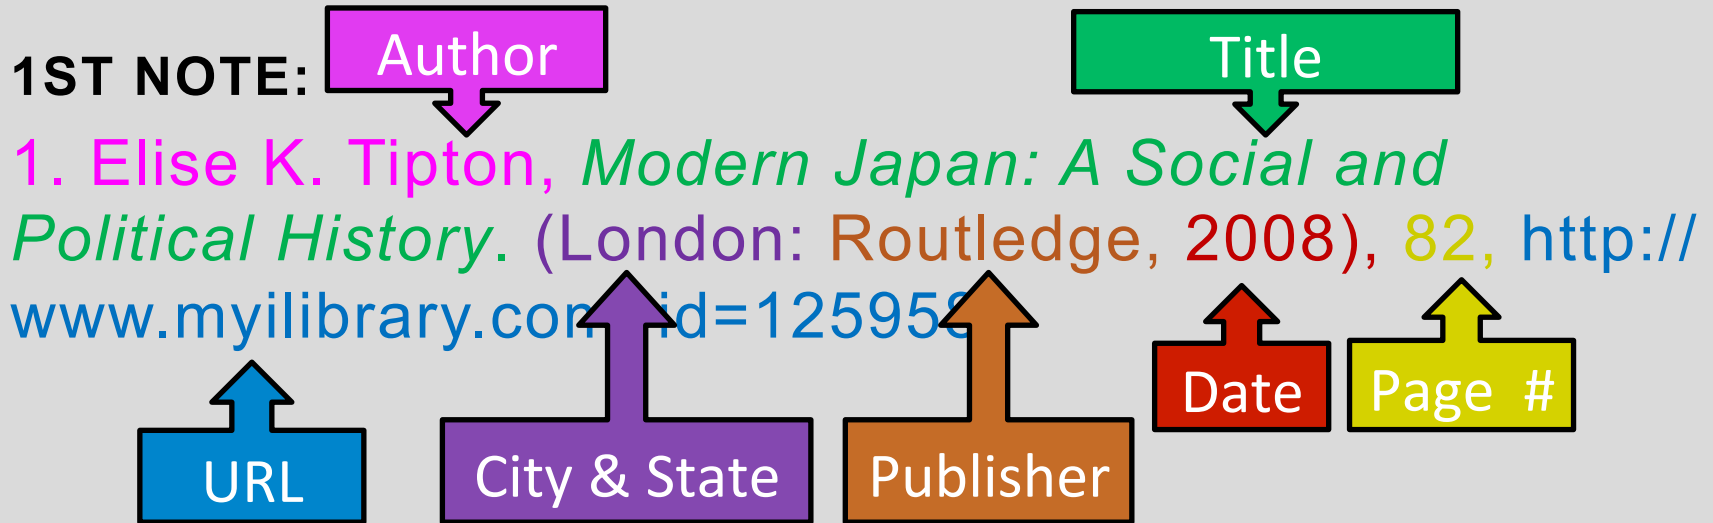 Author
Title
1ST NOTE:
1. Elise K. Tipton, Modern Japan: A Social and
Political History. (London: Routledge, 2008), 82, http://
www.myilibrary.com id=12595
Date
Page #
URL
City & State
Publisher